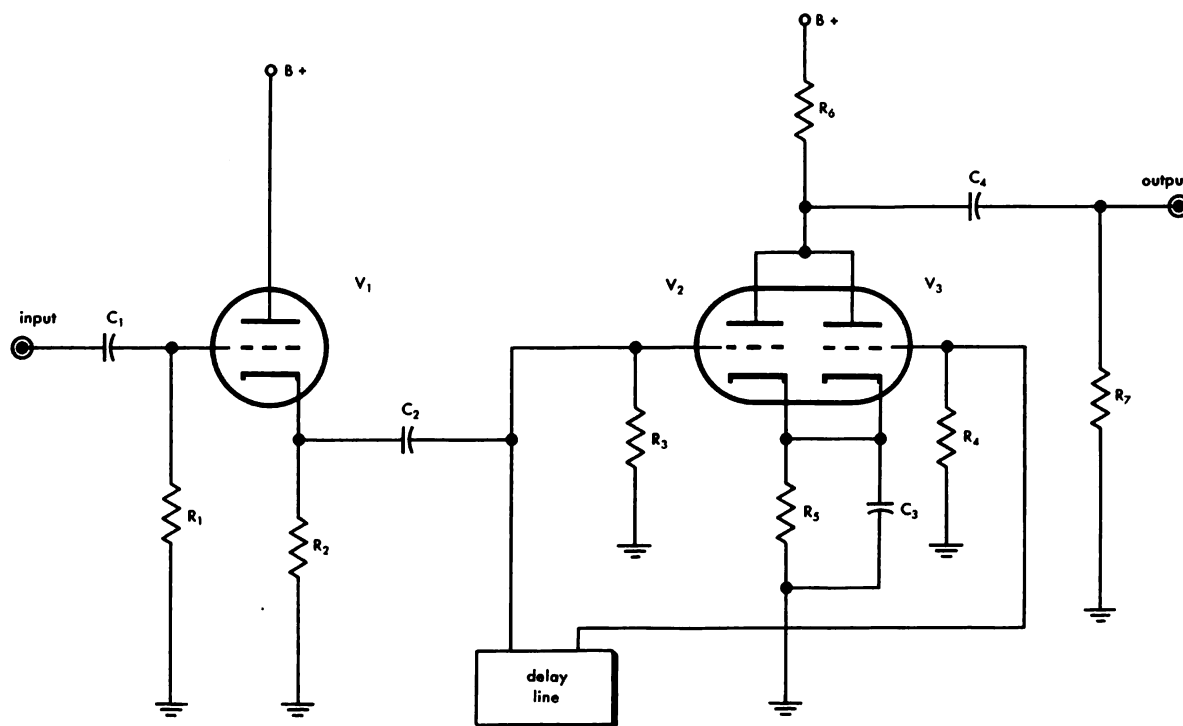 B+
R₆
B+
C₄
output
V₁
V₂
V₃
input
C₁
C₂
R₃
R₄
R₇
R₁
R₂
R₅
C₃
delay
line